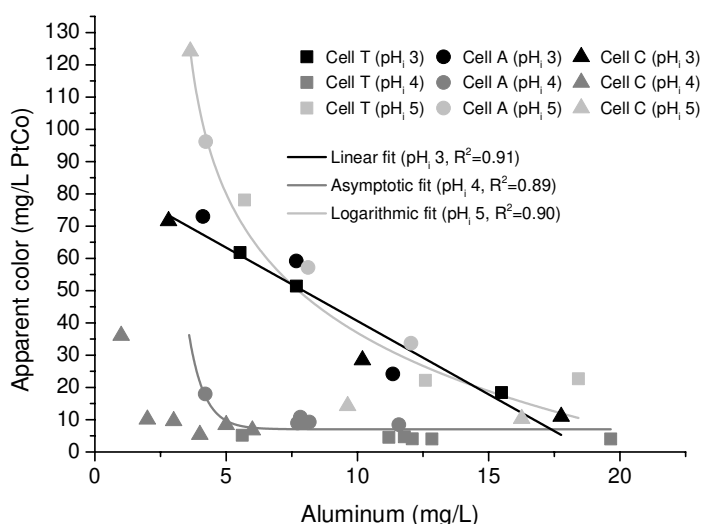 130
120
110
100
90
80
70
60
50
40
30
20
10
0
Apparent color (mg/L PtCo)
Cell T (pHi 3) Cell A (pHi 3) Cell C (pHi 3)
Cell T (pHi 4) Cell A (pHi 4) Cell C (pHi 4)
Cell T (pHi 5) Cell A (pHi 5) Cell C (pHi 5)
Linear fit (pHi 3, R²=0.91)
Asymptotic fit (pHi 4, R²=0.89)
Logarithmic fit (pHi 5, R²=0.90)
0 5 10 15 20
Aluminum (mg/L)